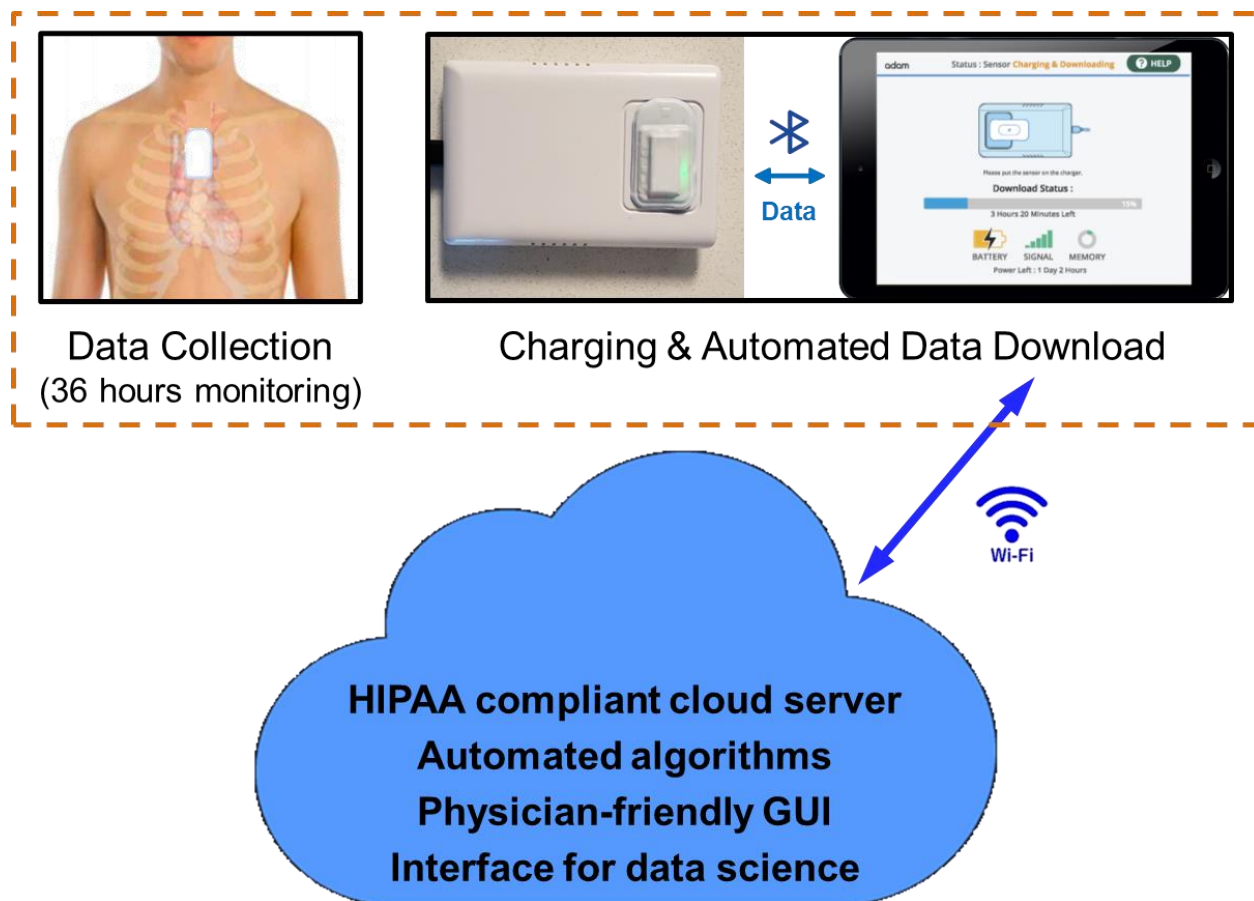 adam
Status : Sensor Charging & Downloading
? HELP
Please put the sensor on the charger.
Download Status :
15%
3 Hours 20 Minutes Left
BATTERY SIGNAL MEMORY
Power Left : 1 Day 2 Hours
Data
Data Collection
(36 hours monitoring)
Charging & Automated Data Download
Wi-Fi
HIPAA compliant cloud server
Automated algorithms
Physician-friendly GUI
Interface for data science